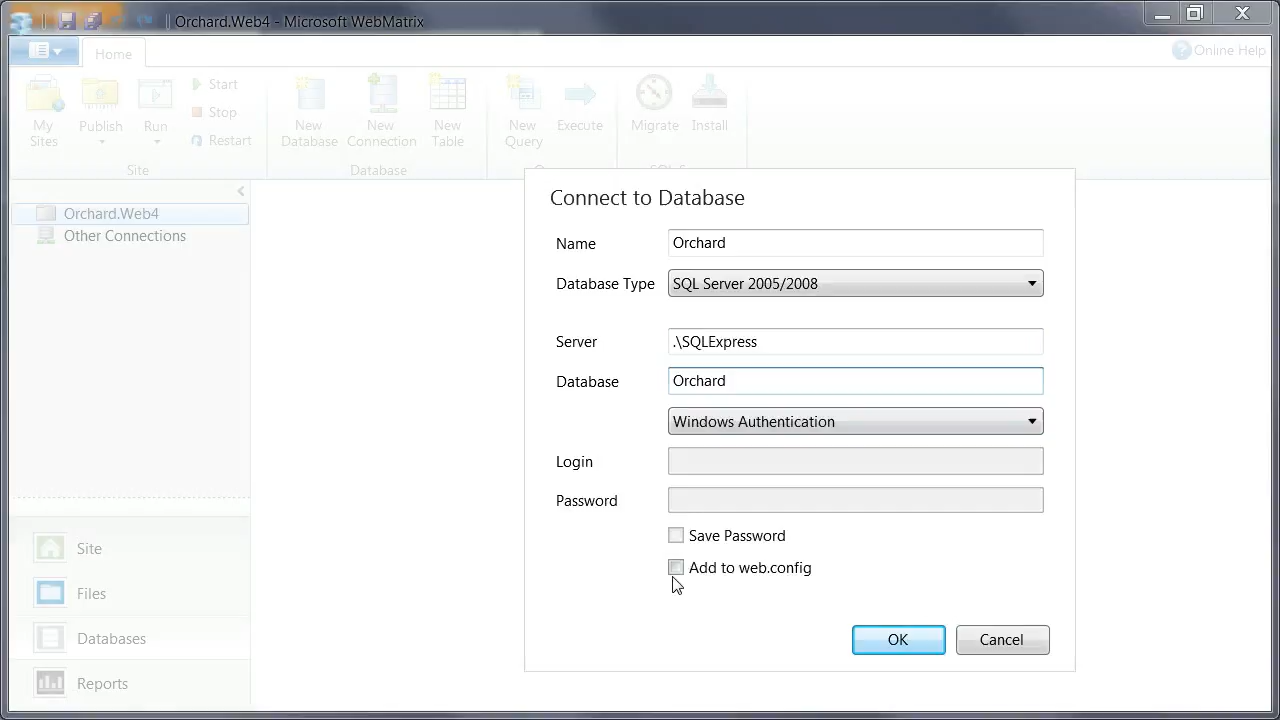 Orchard.Web4 - Microsoft WebMatrix
Home
Online Help
My Sites
Publish
Run
Start
Stop
Restart
New Database
New Connection
New Table
New Query
Execute
Migrate
Install
Site
Database
Orchard.Web4
Other Connections
Connect to Database
Name
Orchard
Database Type
SQL Server 2005/2008
Server
.\SQLExpress
Database
Orchard
Windows Authentication
Login
Password
Save Password
Add to web.config
OK
Cancel
Site
Files
Databases
Reports